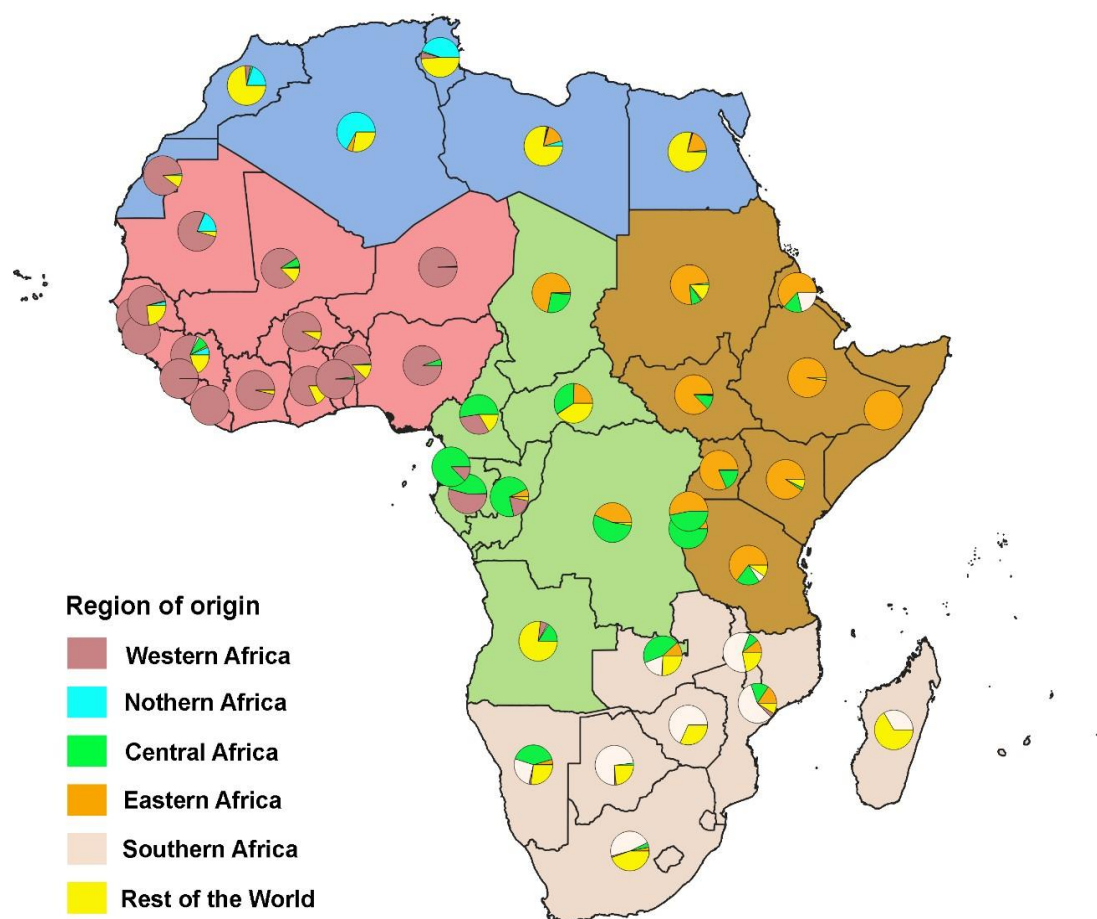 Region of origin
Western Africa
Nothern Africa
Central Africa
Eastern Africa
Southern Africa
Rest of the World